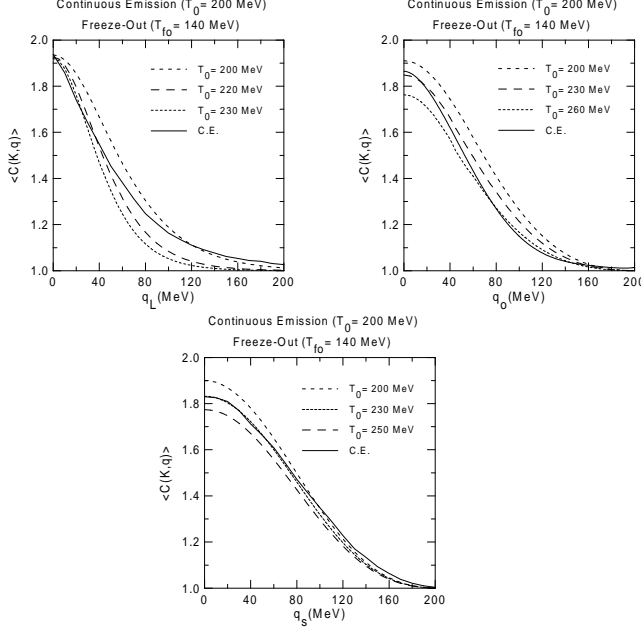 Continuous Emission (T0= 200 MeV)
Freeze-Out (Tfo= 140 MeV)
2.0
1.8
1.6
1.4
1.2
1.0
<C(K,q)>
T0= 200 MeV
T0= 220 MeV
T0= 230 MeV
C.E.
0 40 80 120 160 200
qL(MeV)
Continuous Emission (T0= 200 MeV)
Freeze-Out (Tfo= 140 MeV)
2.0
1.8
1.6
1.4
1.2
1.0
<C(K,q)>
T0= 200 MeV
T0= 230 MeV
T0= 260 MeV
C.E.
0 40 80 120 160 200
qo(MeV)
Continuous Emission (T0= 200 MeV)
Freeze-Out (Tfo= 140 MeV)
2.0
1.8
1.6
1.4
1.2
1.0
<C(K,q)>
T0= 200 MeV
T0= 230 MeV
T0= 250 MeV
C.E.
0 40 80 120 160 200
qs(MeV)